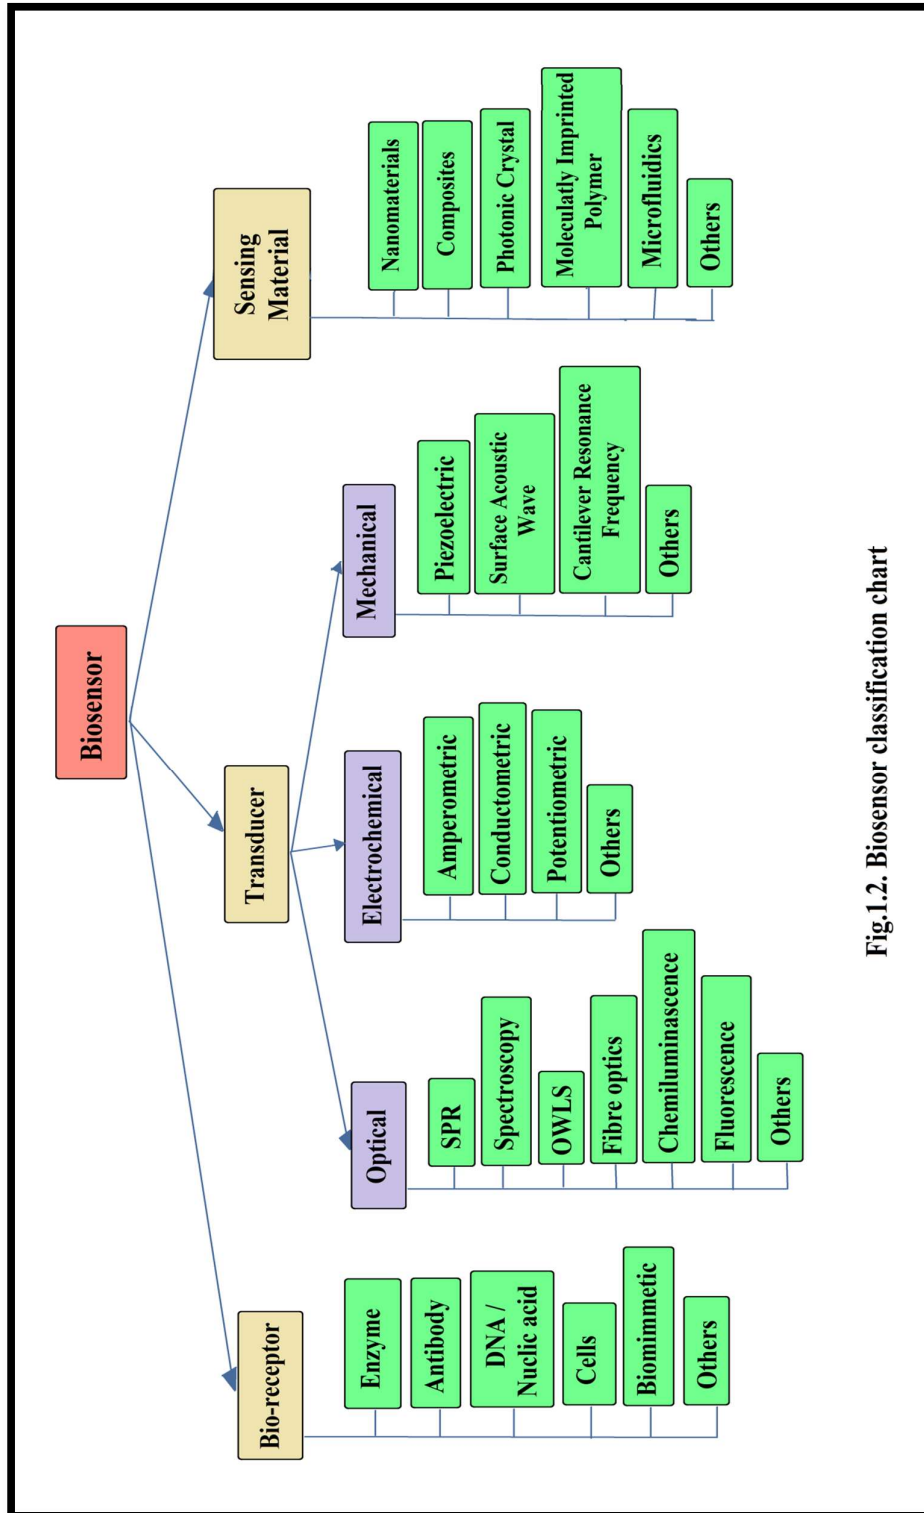 Biosensor
Bio-receptor
Enzyme
Antibody
DNA /
Nuclic acid
Cells
Biomimmetic
Others
Transducer
Optical
SPR
Spectroscopy
OWLS
Fibre optics
Chemiluminascence
Fluorescence
Others
Electrochemical
Amperometric
Conductometric
Potentiometric
Others
Mechanical
Piezoelectric
Surface Acoustic
Wave
Cantilever Resonance
Frequency
Others
Sensing
Material
Nanomaterials
Composites
Photonic Crystal
Moleculatly Imprinted
Polymer
Microfluidics
Others
Fig.1.2. Biosensor classification chart